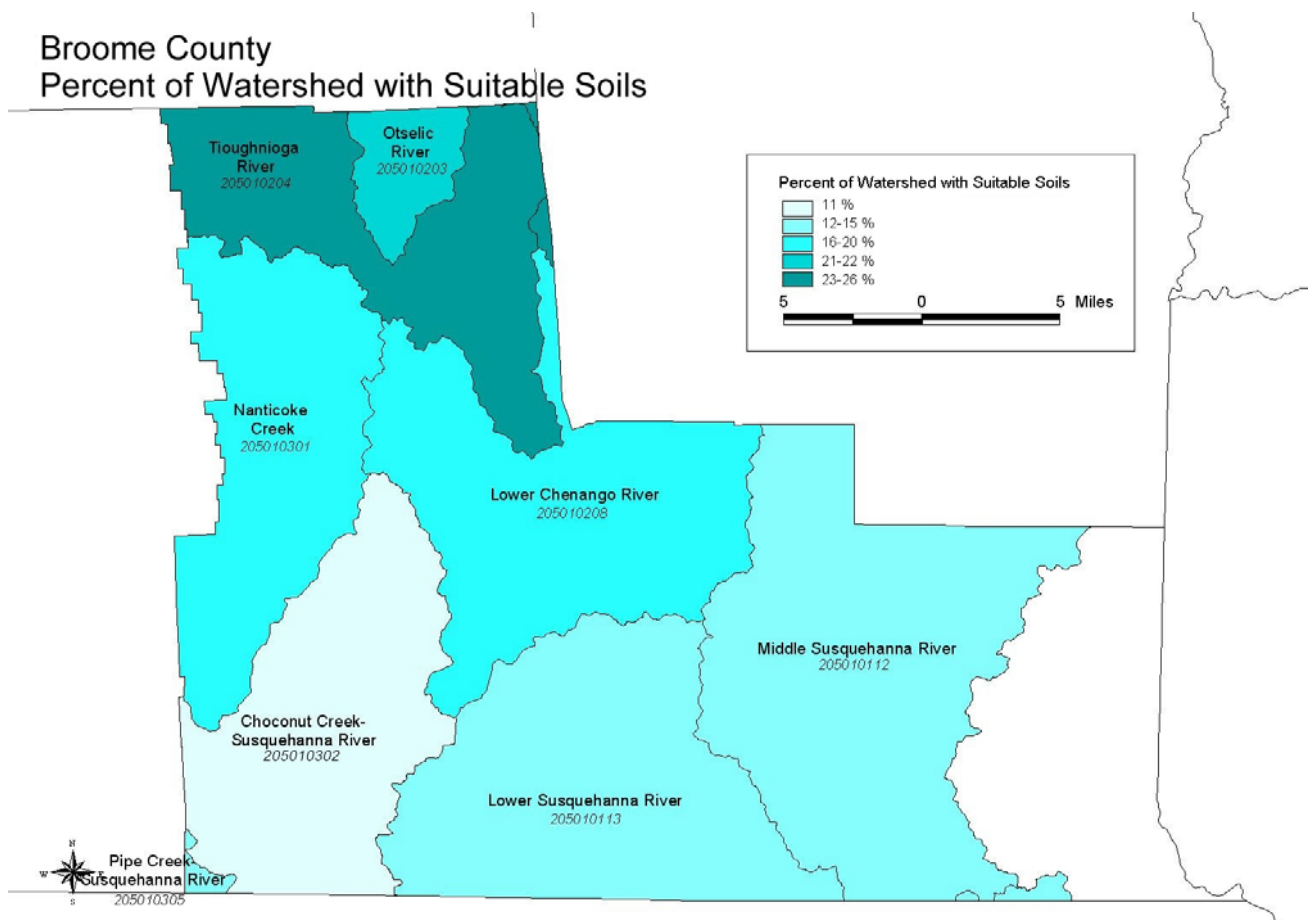 Broome County
Percent of Watershed with Suitable Soils
Tioughnioga
River
205010204
Otselic
River
205010203
Percent of Watershed with Suitable Soils
11 %
12-15 %
16-20 %
21-22 %
23-26 %
5 0 5 Miles
Nanticoke
Creek
205010301
Lower Chenango River
205010208
Middle Susquehanna River
205010112
Choconut Creek-
Susquehanna River
205010302
Lower Susquehanna River
205010113
Pipe Creek-
Susquehanna River
205010305
N
W E
S